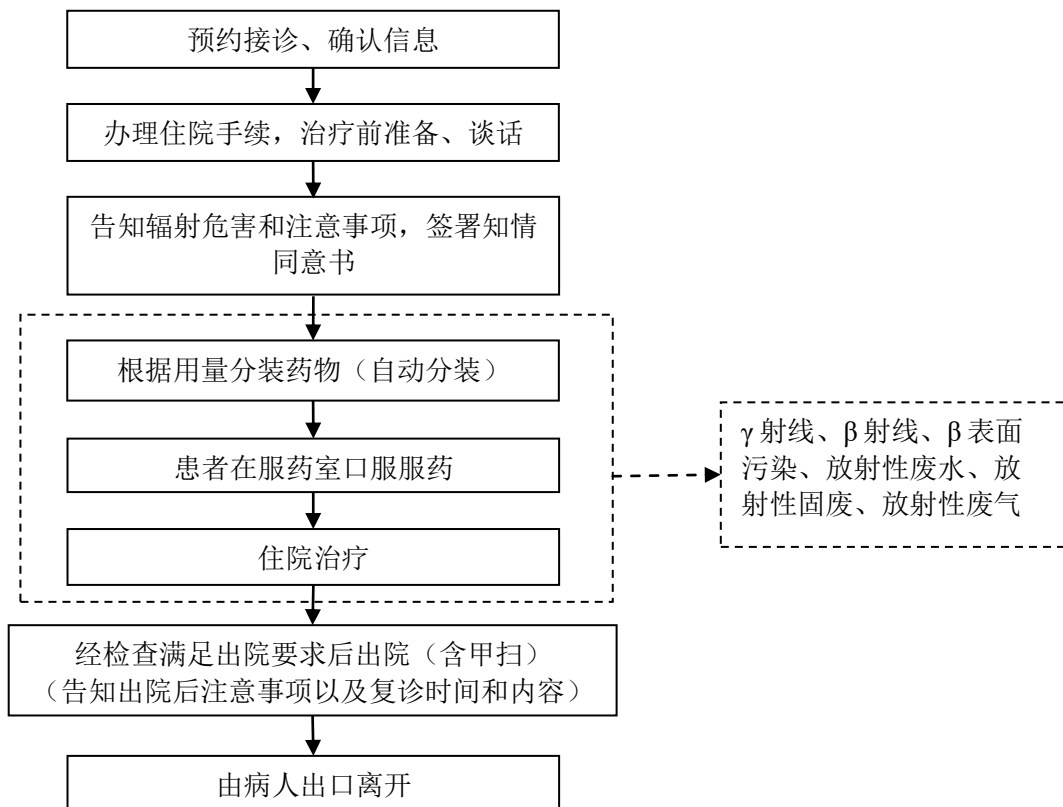 预约接诊、确认信息
办理住院手续，治疗前准备、谈话
告知辐射危害和注意事项，签署知情
同意书
根据用量分装药物（自动分装）
患者在服药室口服服药
住院治疗
γ 射线、β 射线、β 表面
污染、放射性废水、放
射性固废、放射性废气
经检查满足出院要求后出院（含甲扫）
（告知出院后注意事项以及复诊时间和内容）
由病人出口离开